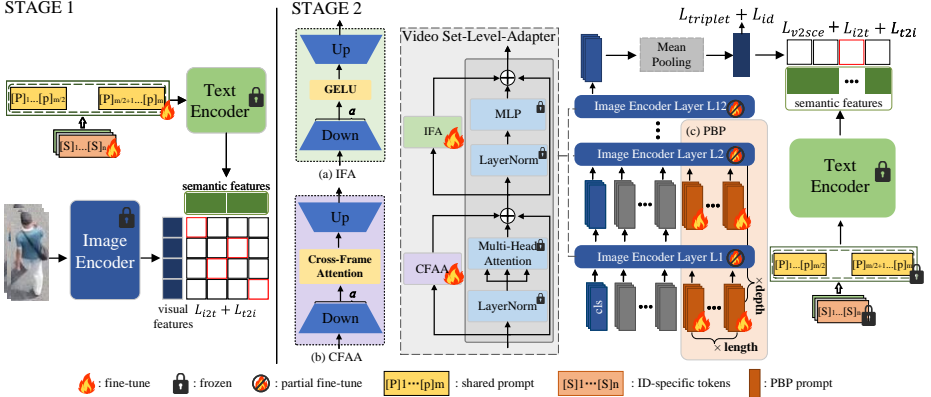 STAGE 1
[P]1...[p]m/2
[P]m/2+1...[p]m
[S]1...[S]n
Text
Encoder
semantic features
Image
Encoder
visual
features
L_i2t + L_t2i
STAGE 2
Up
GELU
α
Down
(a) IFA
Up
Cross-Frame
Attention
α
Down
(b) CFAA
Video Set-Level-Adapter
IFA
MLP
LayerNorm
CFAA
Multi-Head
Attention
LayerNorm
L_triplet + L_id
Mean
Pooling
Image Encoder Layer L12
(c) PBP
Image Encoder Layer L2
Image Encoder Layer L1
cls
×depth
×length
L_v2sce + L_i2t + L_t2i
semantic features
Text
Encoder
[P]1...[p]m/2
[P]m/2+1...[p]m
[S]1...[S]n
: fine-tune
: frozen
: partial fine-tune
[P]1···[p]m
: shared prompt
[S]1···[S]n
: ID-specific tokens
: PBP prompt